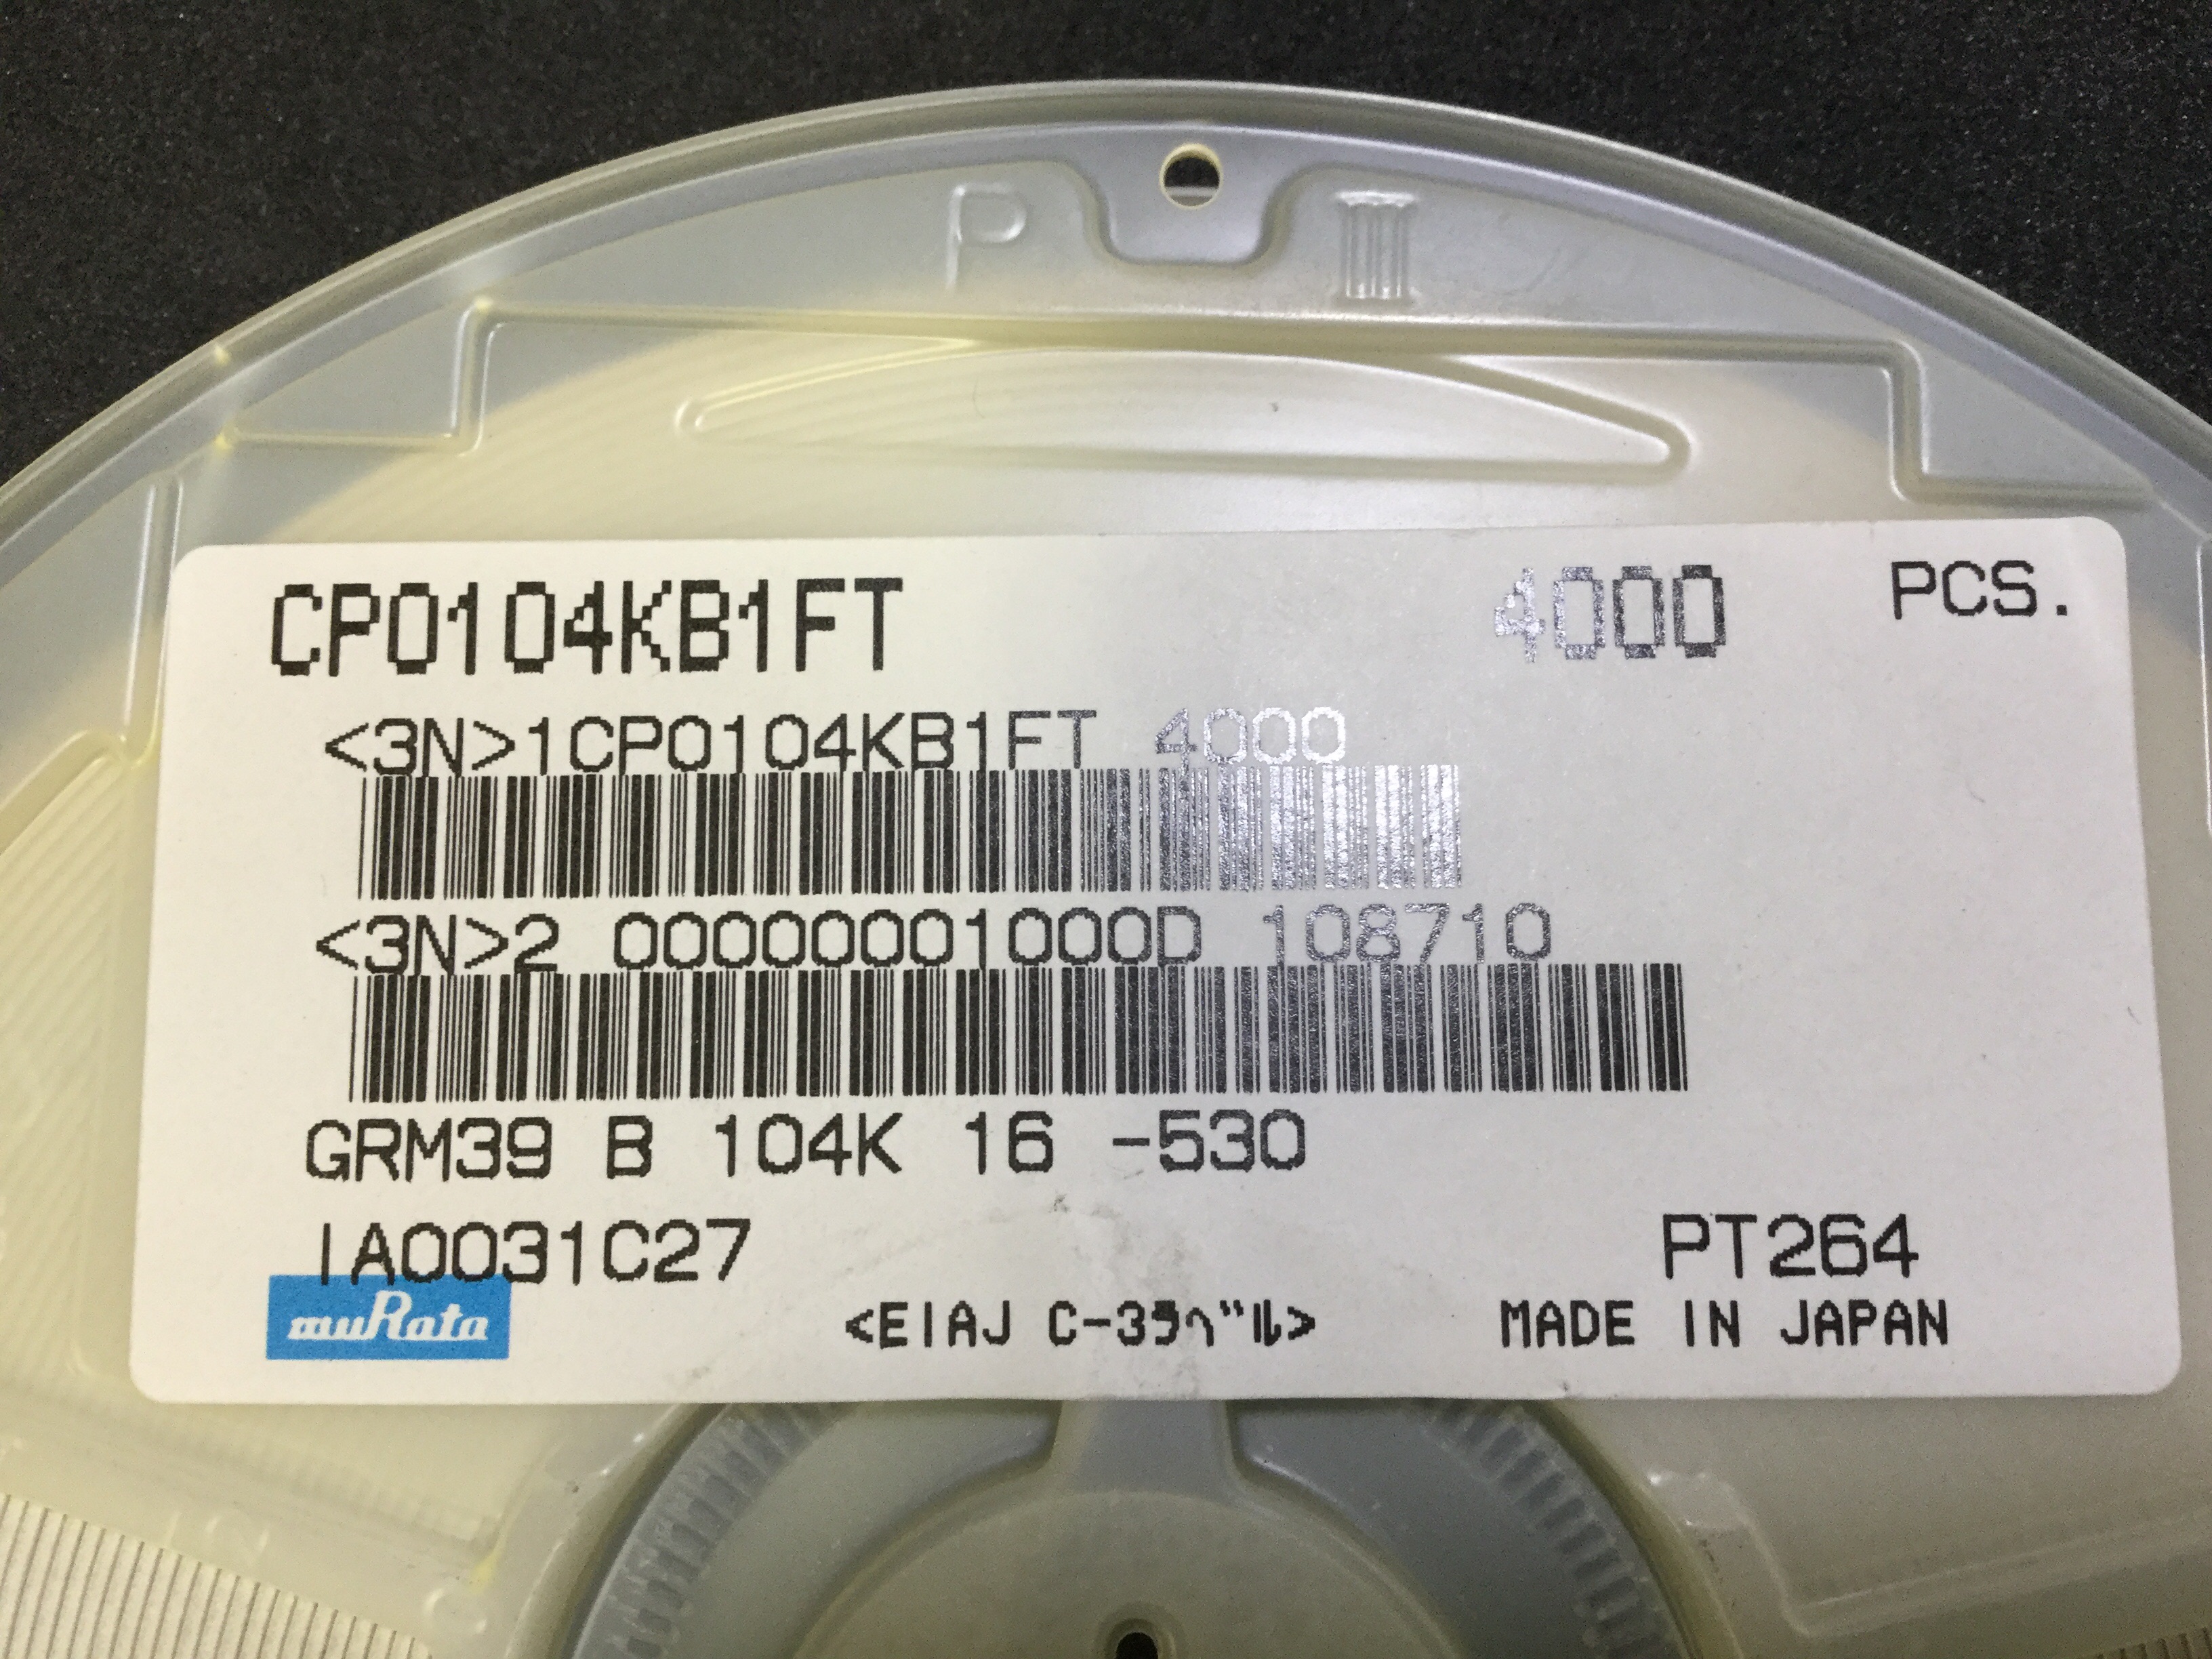 P
CP0104KB1FT 4000 PCS.
<3N>1CP0104KB1FT 4000
<3N>2 00000001000D 108710
GRM39 B 104K 16 -530
IA0031C27 PT264
muRata <EIAJ C-3ラベル> MADE IN JAPAN